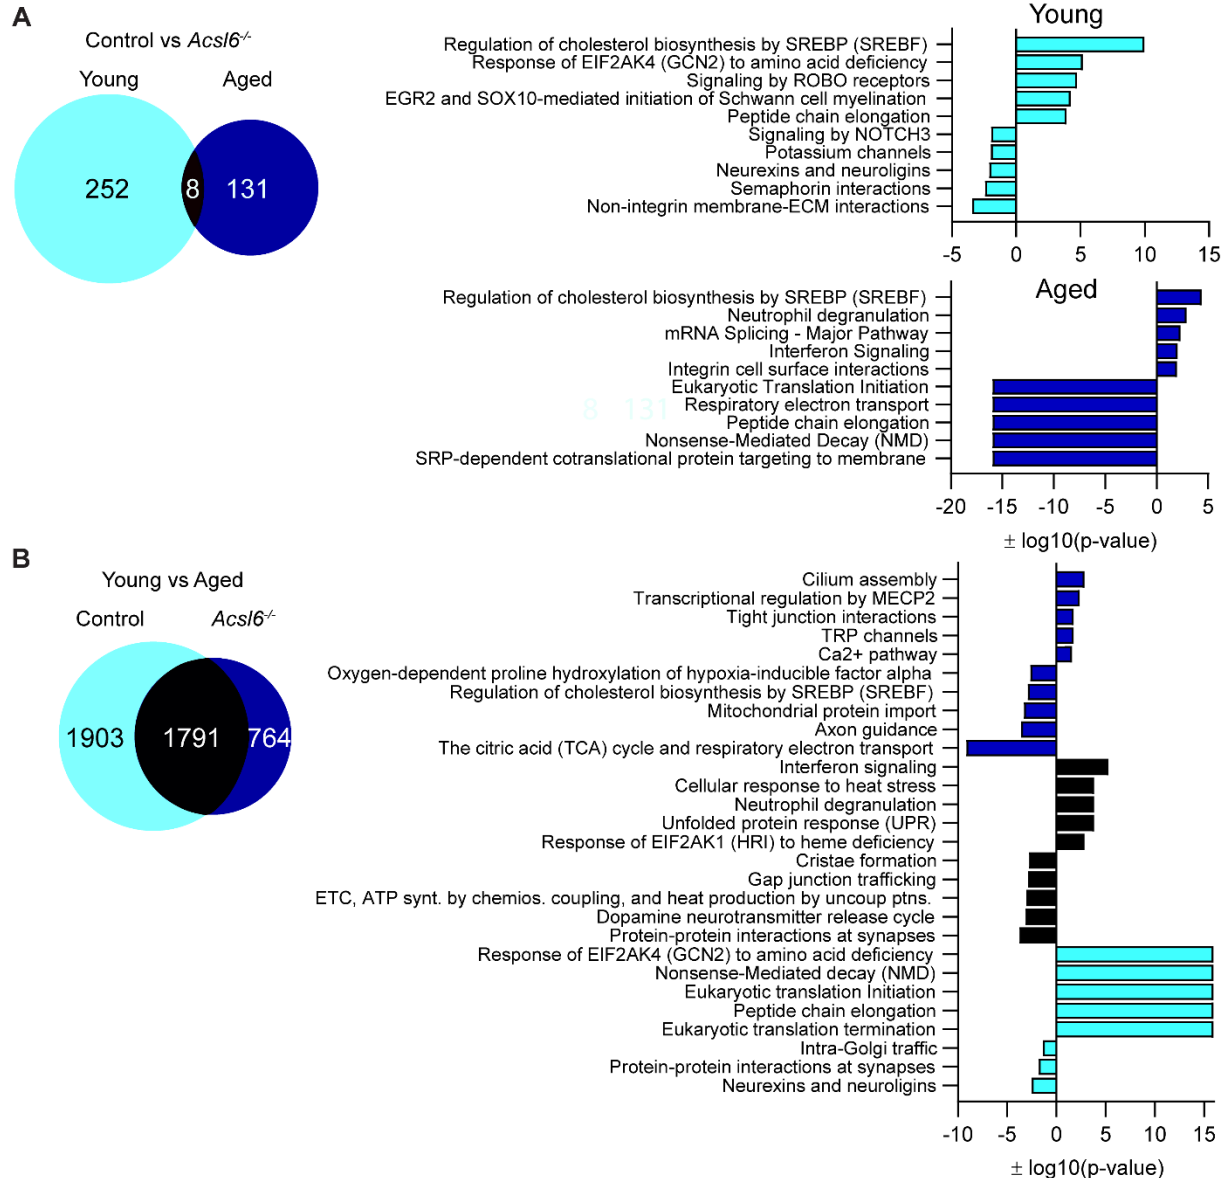 A
Control vs Acsl6-/-
Young
Aged
252
8
131
Young
Regulation of cholesterol biosynthesis by SREBP (SREBF)
Response of EIF2AK4 (GCN2) to amino acid deficiency
Signaling by ROBO receptors
EGR2 and SOX10-mediated initiation of Schwann cell myelination
Peptide chain elongation
Signaling by NOTCH3
Potassium channels
Neurexins and neuroligins
Semaphorin interactions
Non-integrin membrane-ECM interactions
-5 0 5 10 15
Aged
Regulation of cholesterol biosynthesis by SREBP (SREBF)
Neutrophil degranulation
mRNA Splicing - Major Pathway
Interferon Signaling
Integrin cell surface interactions
Eukaryotic Translation Initiation
Respiratory electron transport
8 131
Peptide chain elongation
Nonsense-Mediated Decay (NMD)
SRP-dependent cotranslational protein targeting to membrane
-20 -15 -10 -5 0 5
± log10(p-value)
B
Young vs Aged
Control
Acsl6-/-
1903
1791
764
Cilium assembly
Transcriptional regulation by MECP2
Tight junction interactions
TRP channels
Ca2+ pathway
Oxygen-dependent proline hydroxylation of hypoxia-inducible factor alpha
Regulation of cholesterol biosynthesis by SREBP (SREBF)
Mitochondrial protein import
Axon guidance
The citric acid (TCA) cycle and respiratory electron transport
Interferon signaling
Cellular response to heat stress
Neutrophil degranulation
Unfolded protein response (UPR)
Response of EIF2AK1 (HRI) to heme deficiency
Cristae formation
Gap junction trafficking
ETC, ATP synt. by chemios. coupling, and heat production by uncoup ptns.
Dopamine neurotransmitter release cycle
Protein-protein interactions at synapses
Response of EIF2AK4 (GCN2) to amino acid deficiency
Nonsense-Mediated decay (NMD)
Eukaryotic translation Initiation
Peptide chain elongation
Eukaryotic translation termination
Intra-Golgi traffic
Protein-protein interactions at synapses
Neurexins and neuroligins
-10 -5 0 5 10 15
± log10(p-value)